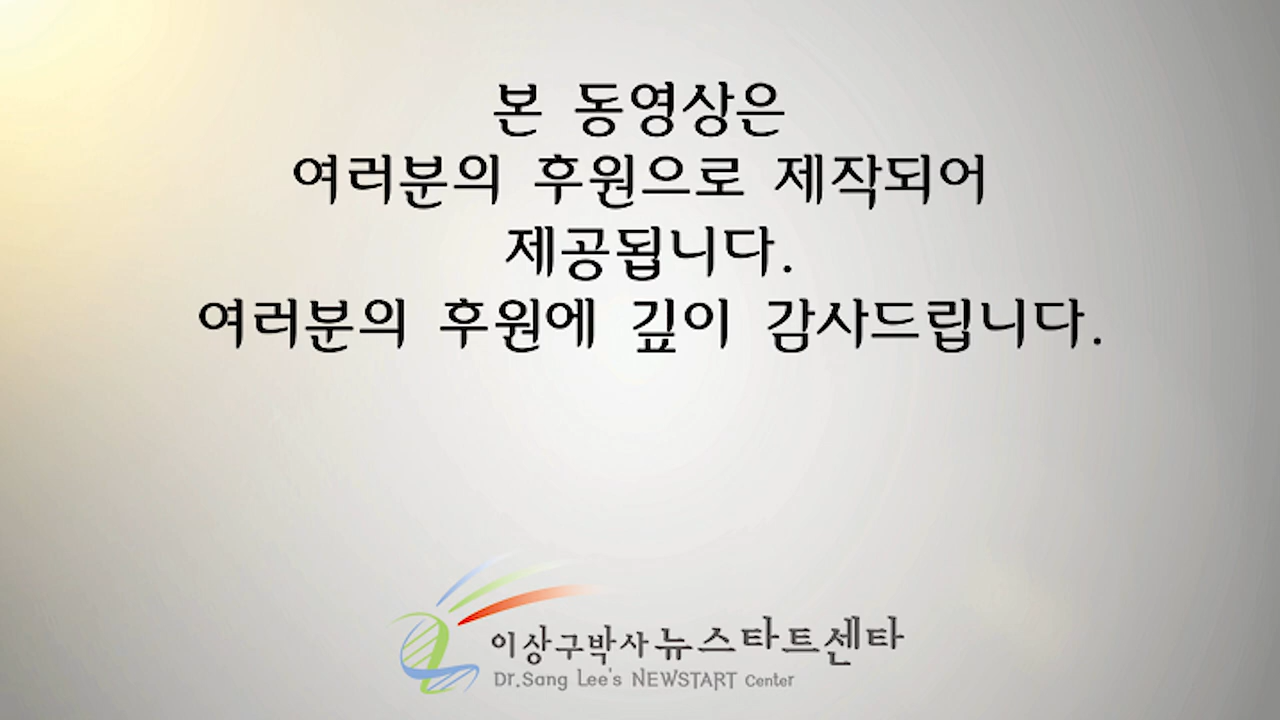 본 동영상은
여러분의 후원으로 제작되어
제공됩니다.
여러분의 후원에 깊이 감사드립니다.
이상구박사 뉴스타트센타
Dr.Sang Lee's NEWSTART Center